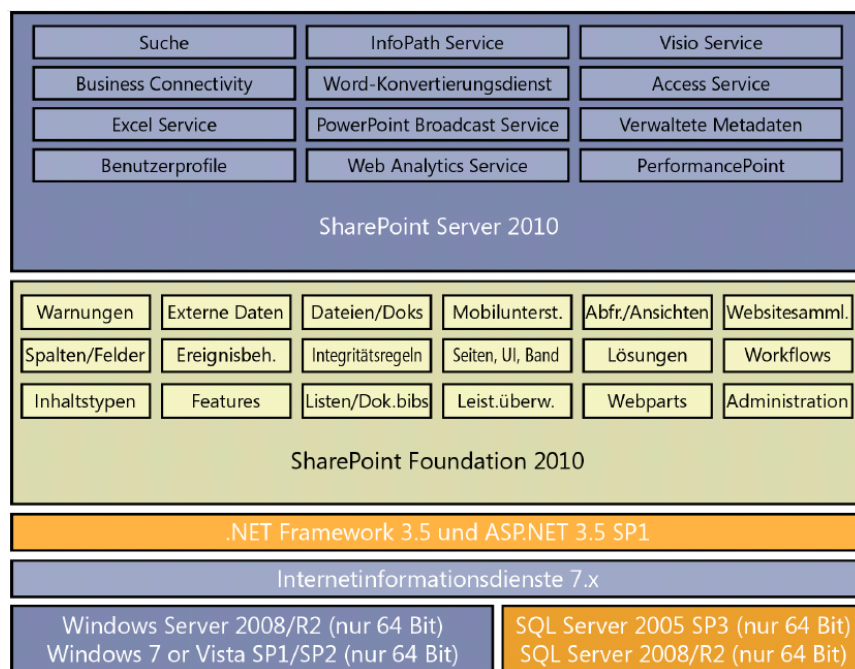 Suche
InfoPath Service
Visio Service
Business Connectivity
Word-Konvertierungsdienst
Access Service
Excel Service
PowerPoint Broadcast Service
Verwaltete Metadaten
Benutzerprofile
Web Analytics Service
PerformancePoint
SharePoint Server 2010
Warnungen
Externe Daten
Dateien/Doks
Mobilunterst.
Abfr./Ansichten
Websitesamml.
Spalten/Felder
Ereignisbeh.
Integritätsregeln
Seiten, UI, Band
Lösungen
Workflows
Inhaltstypen
Features
Listen/Dok.bibs
Leist.überw.
Webparts
Administration
SharePoint Foundation 2010
.NET Framework 3.5 und ASP.NET 3.5 SP1
Internetinformationsdienste 7.x
Windows Server 2008/R2 (nur 64 Bit)
Windows 7 or Vista SP1/SP2 (nur 64 Bit)
SQL Server 2005 SP3 (nur 64 Bit)
SQL Server 2008/R2 (nur 64 Bit)